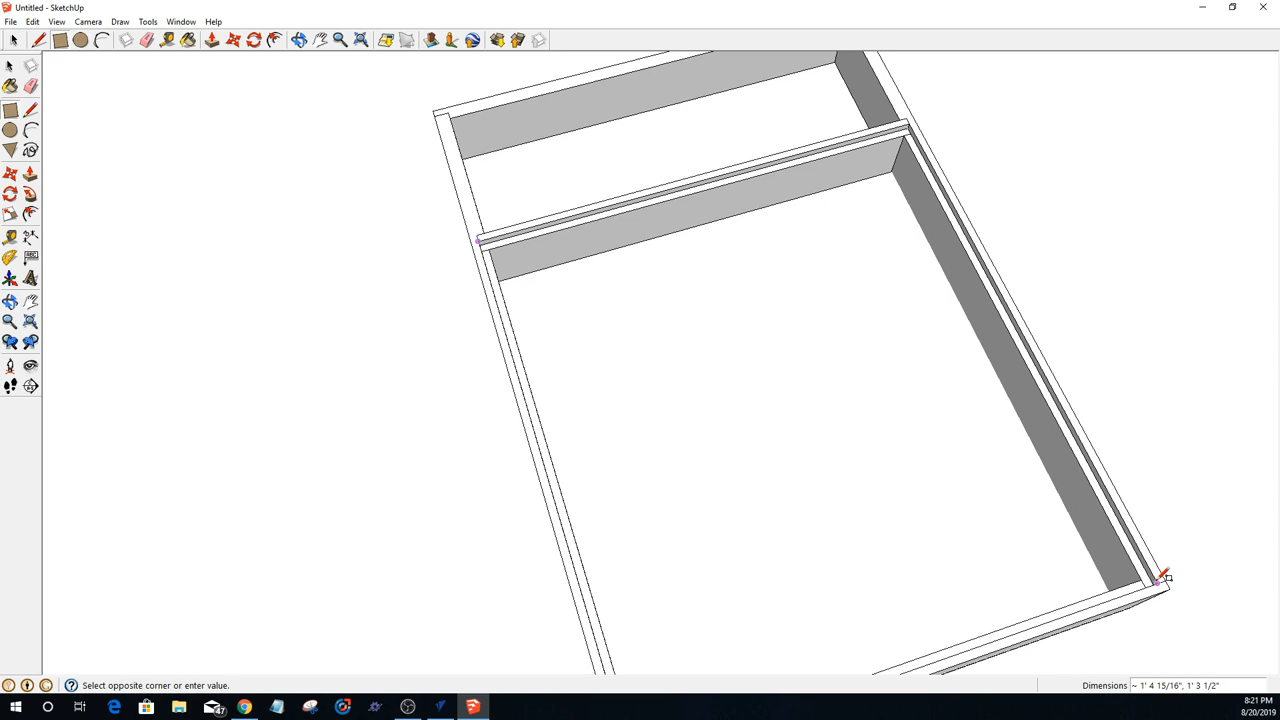 Untitled - SketchUp
File Edit View Camera Draw Tools Window Help
Select opposite corner or enter value.
Dimensions ~ 1' 4 15/16", 1' 3 1/2"
47
8:21 PM
8/20/2019